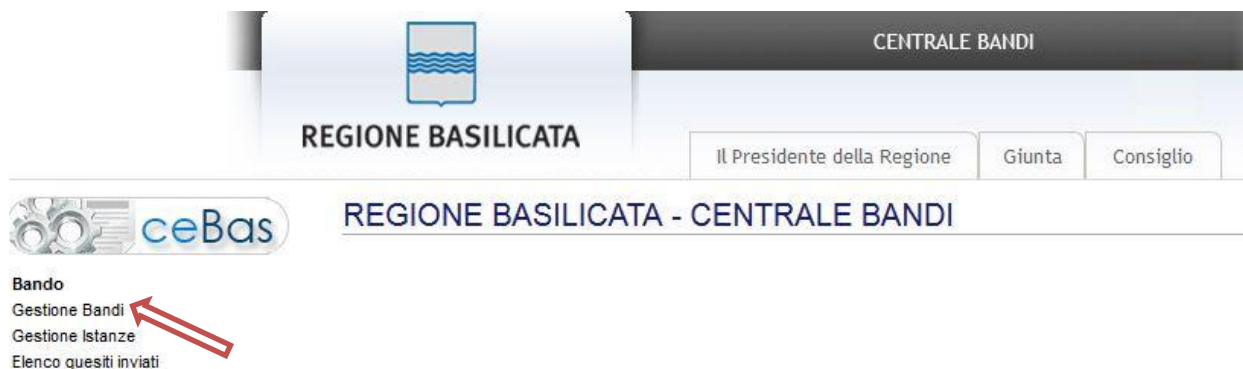 CENTRALE BANDI
REGIONE BASILICATA
Il Presidente della Regione
Giunta
Consiglio
ceBas
REGIONE BASILICATA - CENTRALE BANDI
Bando
Gestione Bandi
Gestione Istanze
Elenco quesiti inviati